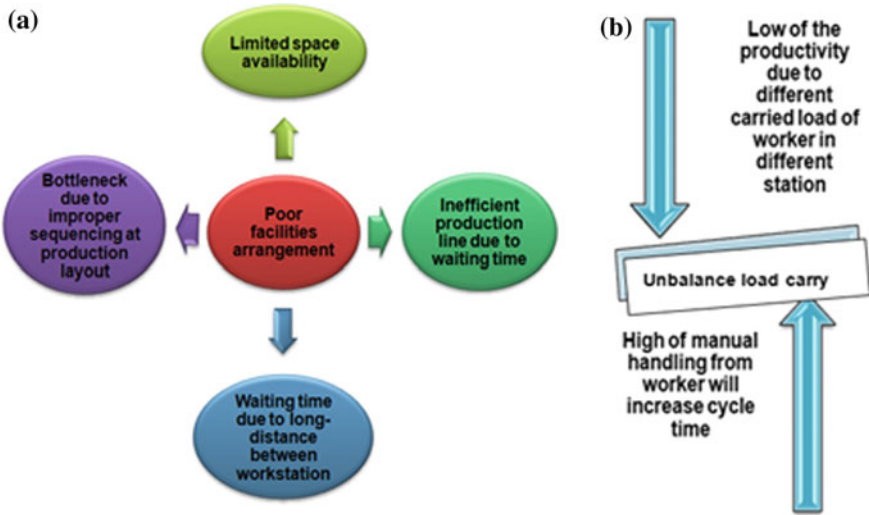 (a)
Limited space
availability
Bottleneck
due to
improper
sequencing at
production
layout
Poor
facilities
arrangement
Inefficient
production
line due to
waiting time
Waiting time
due to long-
distance
between
workstation
(b)
Low of the
productivity
due to
different
carried load of
worker in
different
station
Unbalance load carry
High of manual
handling from
worker will
increase cycle
time